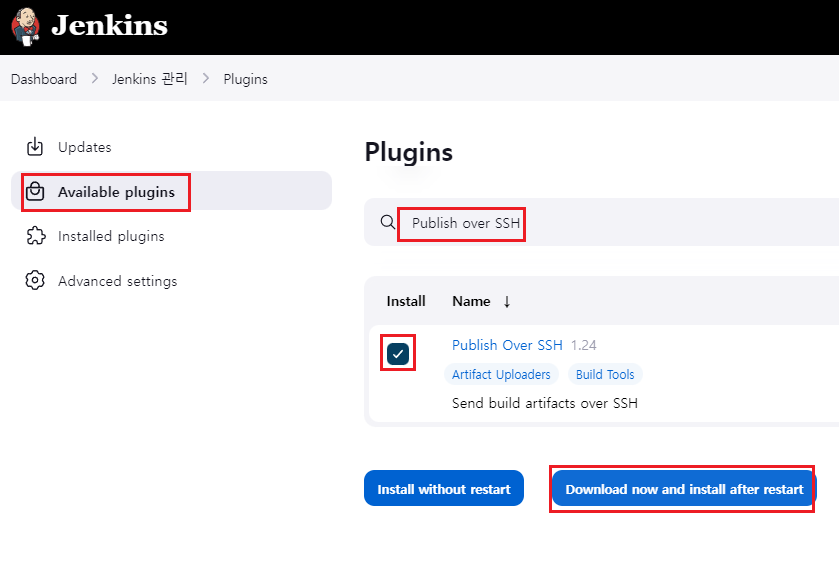 Jenkins
Dashboard > Jenkins 관리 > Plugins
Updates
Available plugins
Installed plugins
Advanced settings
Plugins
Publish over SSH
Install Name ↓
Publish Over SSH 1.24
Artifact Uploaders Build Tools
Send build artifacts over SSH
Install without restart Download now and install after restart